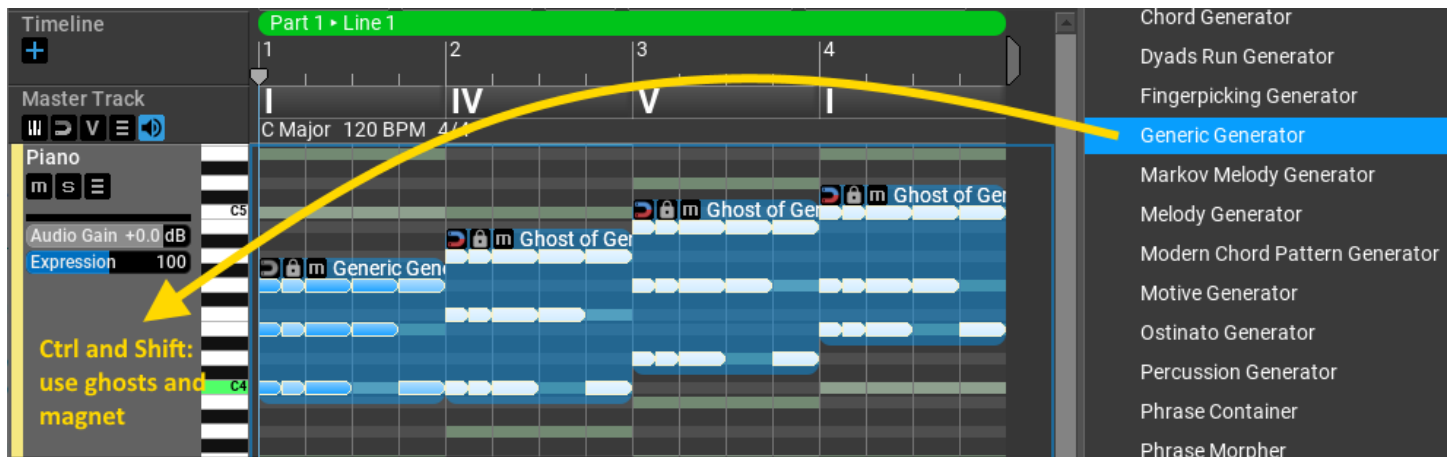 Timeline
Part 1 ▸ Line 1
1 2 3 4
Master Track
I IV V I
V
C Major 120 BPM 4/4
Piano
m s
C5
Audio Gain +0.0 dB
Expression 100
m Generic Gen
m Ghost of Ger
m Ghost of Ger
m Ghost of Ger
C4
Ctrl and Shift:
use ghosts and
magnet
Chord Generator
Dyads Run Generator
Fingerpicking Generator
Generic Generator
Markov Melody Generator
Melody Generator
Modern Chord Pattern Generator
Motive Generator
Ostinato Generator
Percussion Generator
Phrase Container
Phrase Morpher